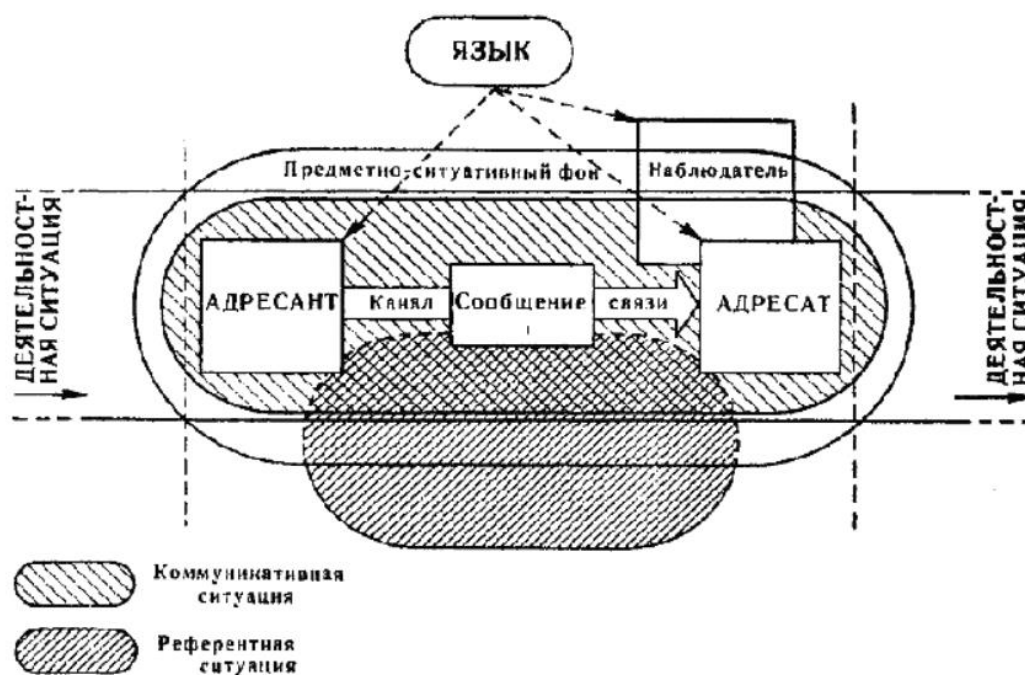 ЯЗЫК
Предметно-ситуативный фон
Наблюдатель
ДЕЯТЕЛЬНОСТ-
НАЯ СИТУАЦИЯ
АДРЕСАНТ
Канал
Сообщение
связи
АДРЕСАТ
ДЕЯТЕЛЬНОСТ-
НАЯ СИТУАЦИЯ
Коммуникативная
ситуация
Референтная
ситуация